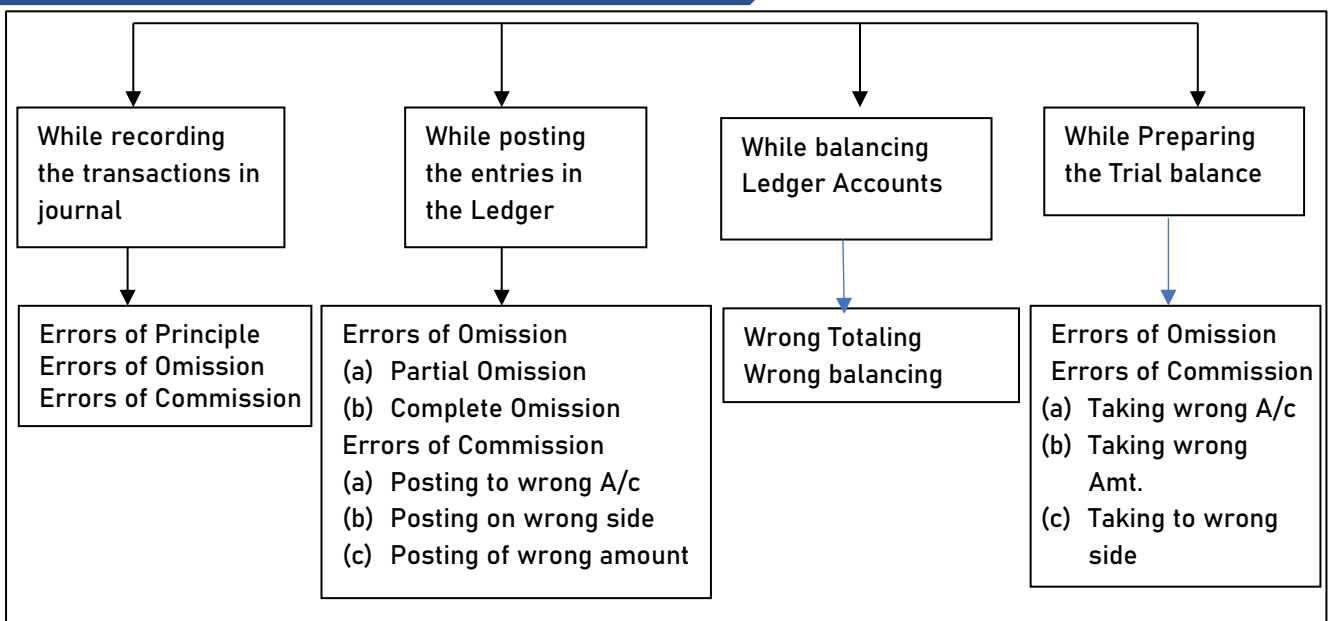 While recording
the transactions in
journal
While posting
the entries in
the Ledger
While balancing
Ledger Accounts
While Preparing
the Trial balance
Errors of Principle
Errors of Omission
Errors of Commission
Errors of Omission
(a) Partial Omission
(b) Complete Omission
Errors of Commission
(a) Posting to wrong A/c
(b) Posting on wrong side
(c) Posting of wrong amount
Wrong Totaling
Wrong balancing
Errors of Omission
Errors of Commission
(a) Taking wrong A/c
(b) Taking wrong
Amt.
(c) Taking to wrong
side